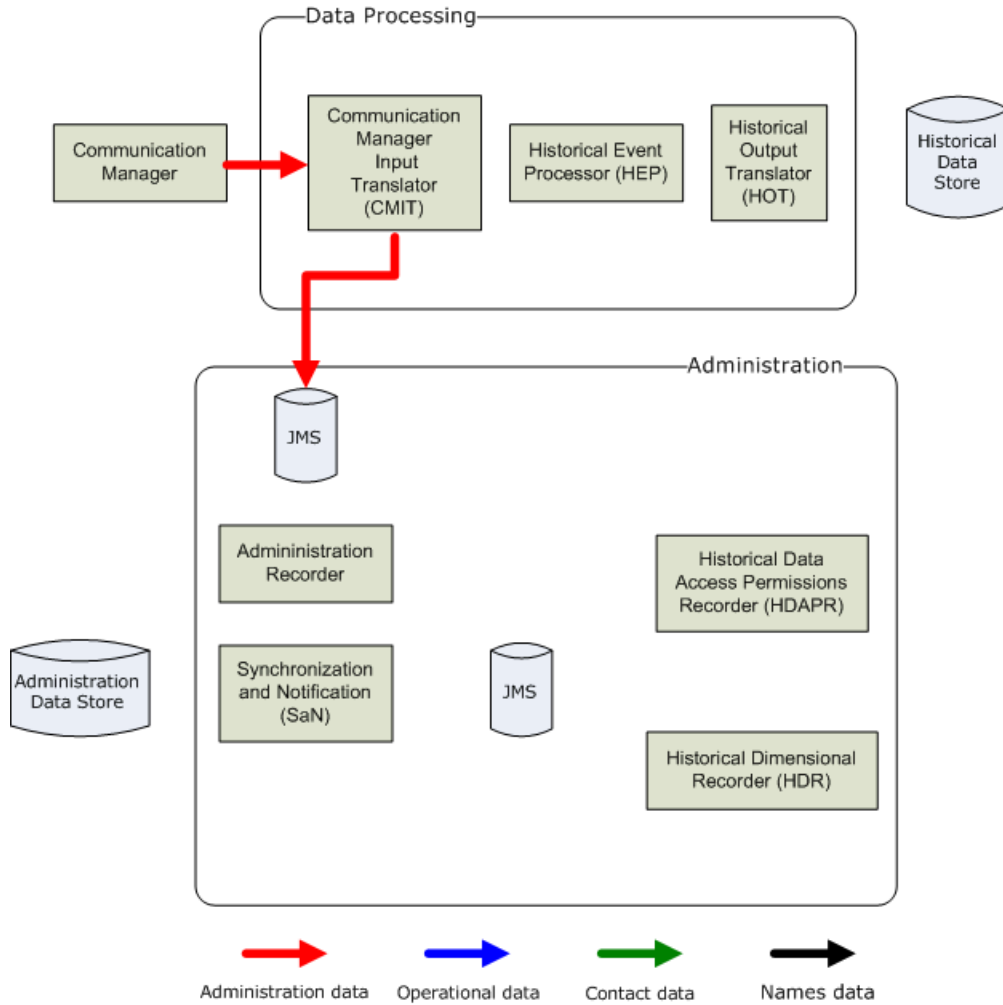 Data Processing
Communication
Manager
Communication
Manager
Input
Translator
(CMIT)
Historical Event
Processor (HEP)
Historical
Output
Translator
(HOT)
Historical
Data
Store
Administration
JMS
Admininistration
Recorder
Historical Data
Access Permissions
Recorder (HDAPR)
Administration
Data Store
Synchronization
and Notification
(SaN)
JMS
Historical Dimensional
Recorder (HDR)
Administration data
Operational data
Contact data
Names data